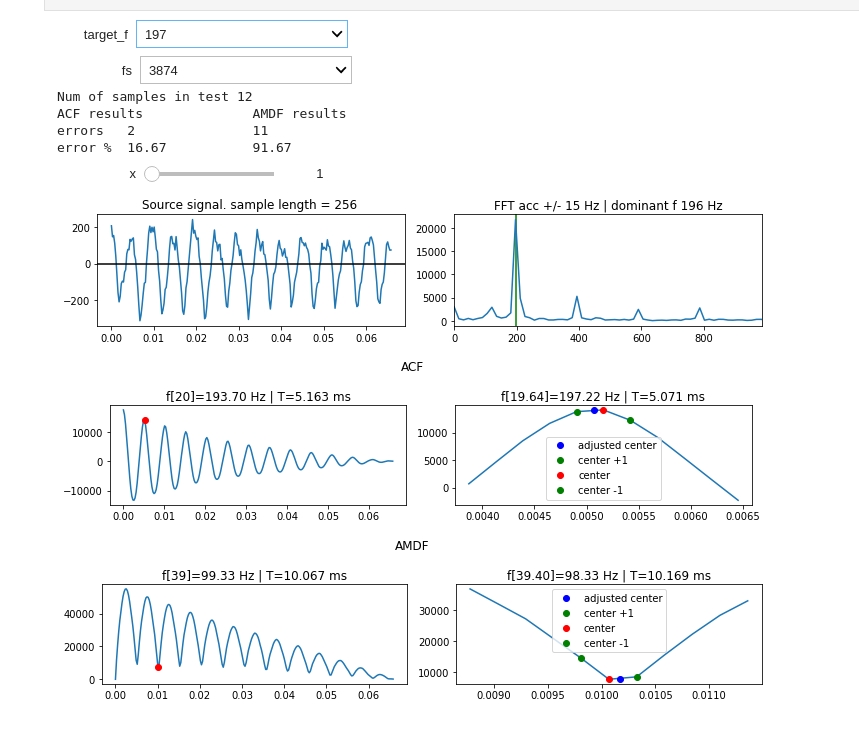 target_f 197
fs 3874
Num of samples in test 12
ACF results AMDF results
errors 2 11
error % 16.67 91.67
x 1
Source signal. sample length = 256
200
0
−200
0.00 0.01 0.02 0.03 0.04 0.05 0.06
FFT acc +/- 15 Hz | dominant f 196 Hz
20000
15000
10000
5000
0
0 200 400 600 800
ACF
f[20]=193.70 Hz | T=5.163 ms
10000
0
−10000
0.00 0.01 0.02 0.03 0.04 0.05 0.06
f[19.64]=197.22 Hz | T=5.071 ms
10000
5000
0
adjusted center
center +1
center
center -1
0.0040 0.0045 0.0050 0.0055 0.0060 0.0065
AMDF
f[39]=99.33 Hz | T=10.067 ms
40000
20000
0
0.00 0.01 0.02 0.03 0.04 0.05 0.06
f[39.40]=98.33 Hz | T=10.169 ms
30000
20000
10000
adjusted center
center +1
center
center -1
0.0090 0.0095 0.0100 0.0105 0.0110